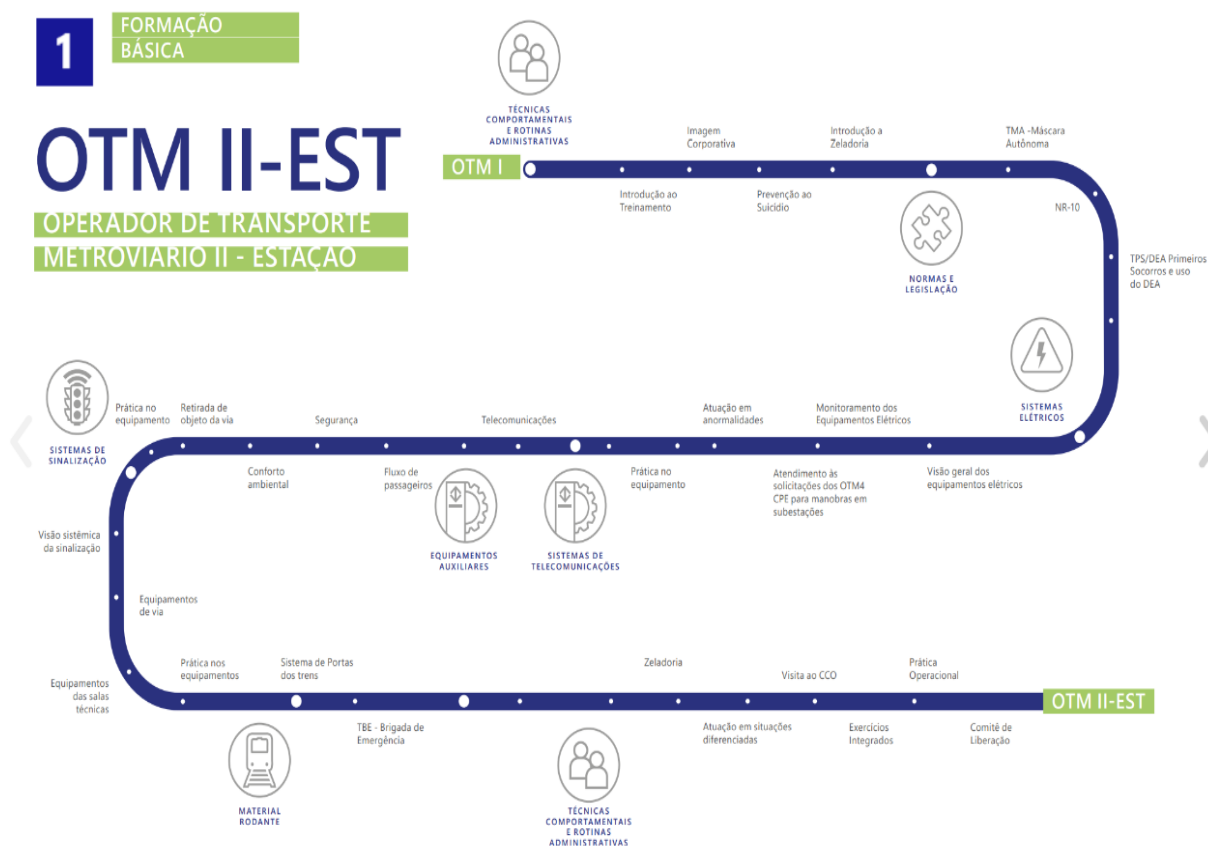 1
FORMAÇÃO
BÁSICA
OTM II-EST
OPERADOR DE TRANSPORTE
METROVIÁRIO II - ESTAÇÃO
TÉCNICAS
COMPORTAMENTAIS
E ROTINAS
ADMINISTRATIVAS
OTM I
Introdução ao
Treinamento
Imagem
Corporativa
Prevenção ao
Suicídio
Introdução a
Zeladoria
NORMAS E
LEGISLAÇÃO
TMA -Máscara
Autônoma
NR-10
TPS/DEA Primeiros
Socorros e uso
do DEA
SISTEMAS
ELÉTRICOS
Visão geral dos
equipamentos elétricos
Monitoramento dos
Equipamentos Elétricos
Atendimento às
solicitações dos OTM4
CPE para manobras em
subestações
Atuação em
anormalidades
Prática no
equipamento
SISTEMAS DE
TELECOMUNICAÇÕES
Telecomunicações
EQUIPAMENTOS
AUXILIARES
Fluxo de
passageiros
Segurança
Conforto
ambiental
Retirada de
objeto da via
Prática no
equipamento
SISTEMAS DE
SINALIZAÇÃO
Visão sistêmica
da sinalização
Equipamentos
de via
Equipamentos
das salas
técnicas
Prática nos
equipamentos
Sistema de Portas
dos trens
MATERIAL
RODANTE
TBE - Brigada de
Emergência
TÉCNICAS
COMPORTAMENTAIS
E ROTINAS
ADMINISTRATIVAS
Zeladoria
Atuação em situações
diferenciadas
Visita ao CCO
Exercícios
Integrados
Prática
Operacional
Comitê de
Liberação
OTM II-EST